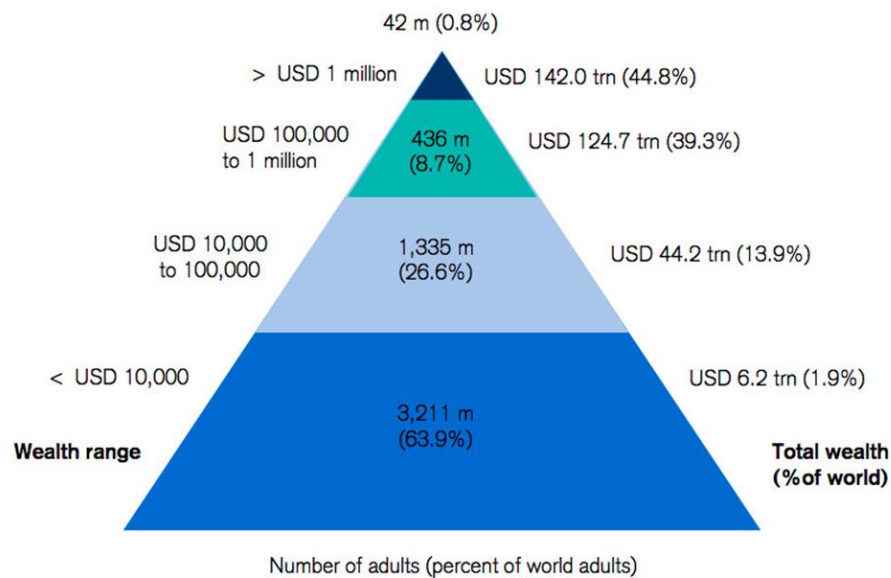 42 m (0.8%)
> USD 1 million
USD 142.0 trn (44.8%)
USD 100,000
to 1 million
436 m
(8.7%)
USD 124.7 trn (39.3%)
USD 10,000
to 100,000
1,335 m
(26.6%)
USD 44.2 trn (13.9%)
< USD 10,000
USD 6.2 trn (1.9%)
3,211 m
(63.9%)
Wealth range
Total wealth
(%of world)
Number of adults (percent of world adults)